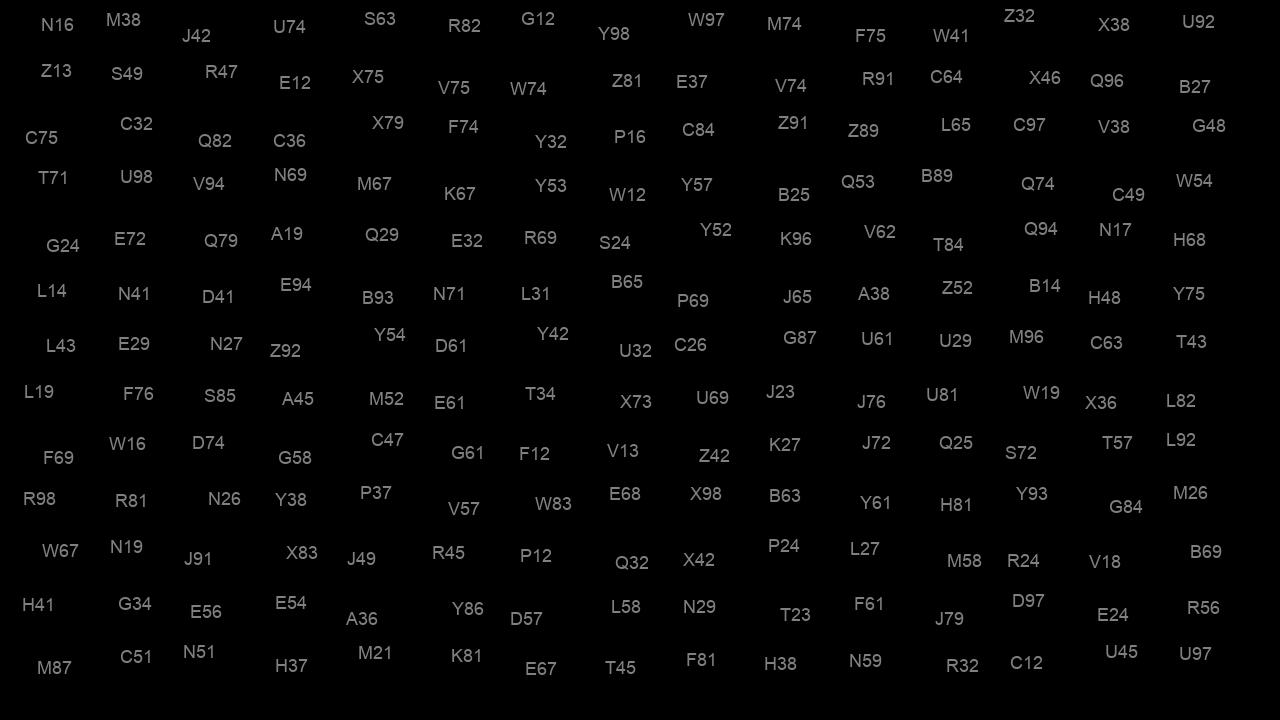 N16 M38 J42 U74 S63 R82 G12 Y98 W97 M74 F75 W41 Z32 X38 U92
Z13 S49 R47 E12 X75 V75 W74 Z81 E37 V74 R91 C64 X46 Q96 B27
C75 C32 Q82 C36 X79 F74 Y32 P16 C84 Z91 Z89 L65 C97 V38 G48
T71 U98 V94 N69 M67 K67 Y53 W12 Y57 B25 Q53 B89 Q74 C49 W54
G24 E72 Q79 A19 Q29 E32 R69 S24 Y52 K96 V62 T84 Q94 N17 H68
L14 N41 D41 E94 B93 N71 L31 B65 P69 J65 A38 Z52 B14 H48 Y75
L43 E29 N27 Z92 Y54 D61 Y42 U32 C26 G87 U61 U29 M96 C63 T43
L19 F76 S85 A45 M52 E61 T34 X73 U69 J23 J76 U81 W19 X36 L82
F69 W16 D74 G58 C47 G61 F12 V13 Z42 K27 J72 Q25 S72 T57 L92
R98 R81 N26 Y38 P37 V57 W83 E68 X98 B63 Y61 H81 Y93 G84 M26
W67 N19 J91 X83 J49 R45 P12 Q32 X42 P24 L27 M58 R24 V18 B69
H41 G34 E56 E54 A36 Y86 D57 L58 N29 T23 F61 J79 D97 E24 R56
M87 C51 N51 H37 M21 K81 E67 T45 F81 H38 N59 R32 C12 U45 U97